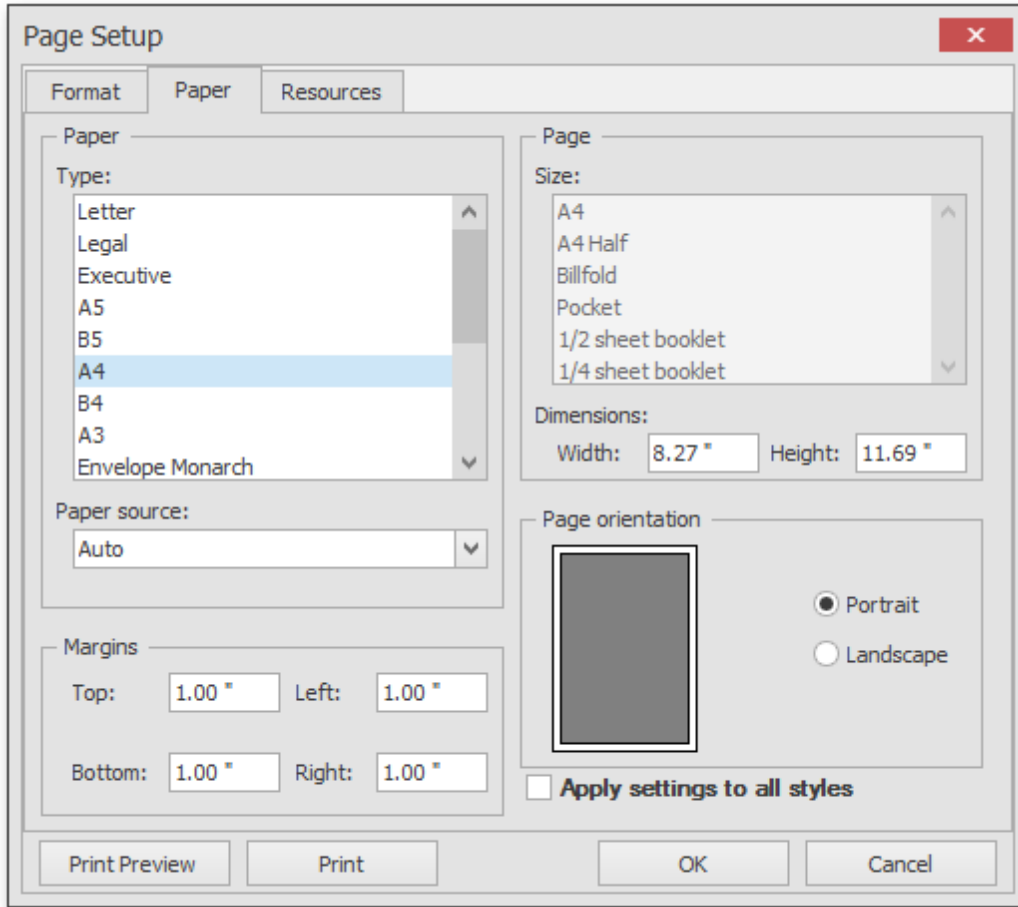 Page Setup
Format Paper Resources
Paper
Type:
Letter
Legal
Executive
A5
B5
A4
B4
A3
Envelope Monarch
Paper source:
Auto
Margins
Top: 1.00 " Left: 1.00 "
Bottom: 1.00 " Right: 1.00 "
Page
Size:
A4
A4 Half
Billfold
Pocket
1/2 sheet booklet
1/4 sheet booklet
Dimensions:
Width: 8.27 " Height: 11.69 "
Page orientation
Portrait
Landscape
Apply settings to all styles
Print Preview Print OK Cancel